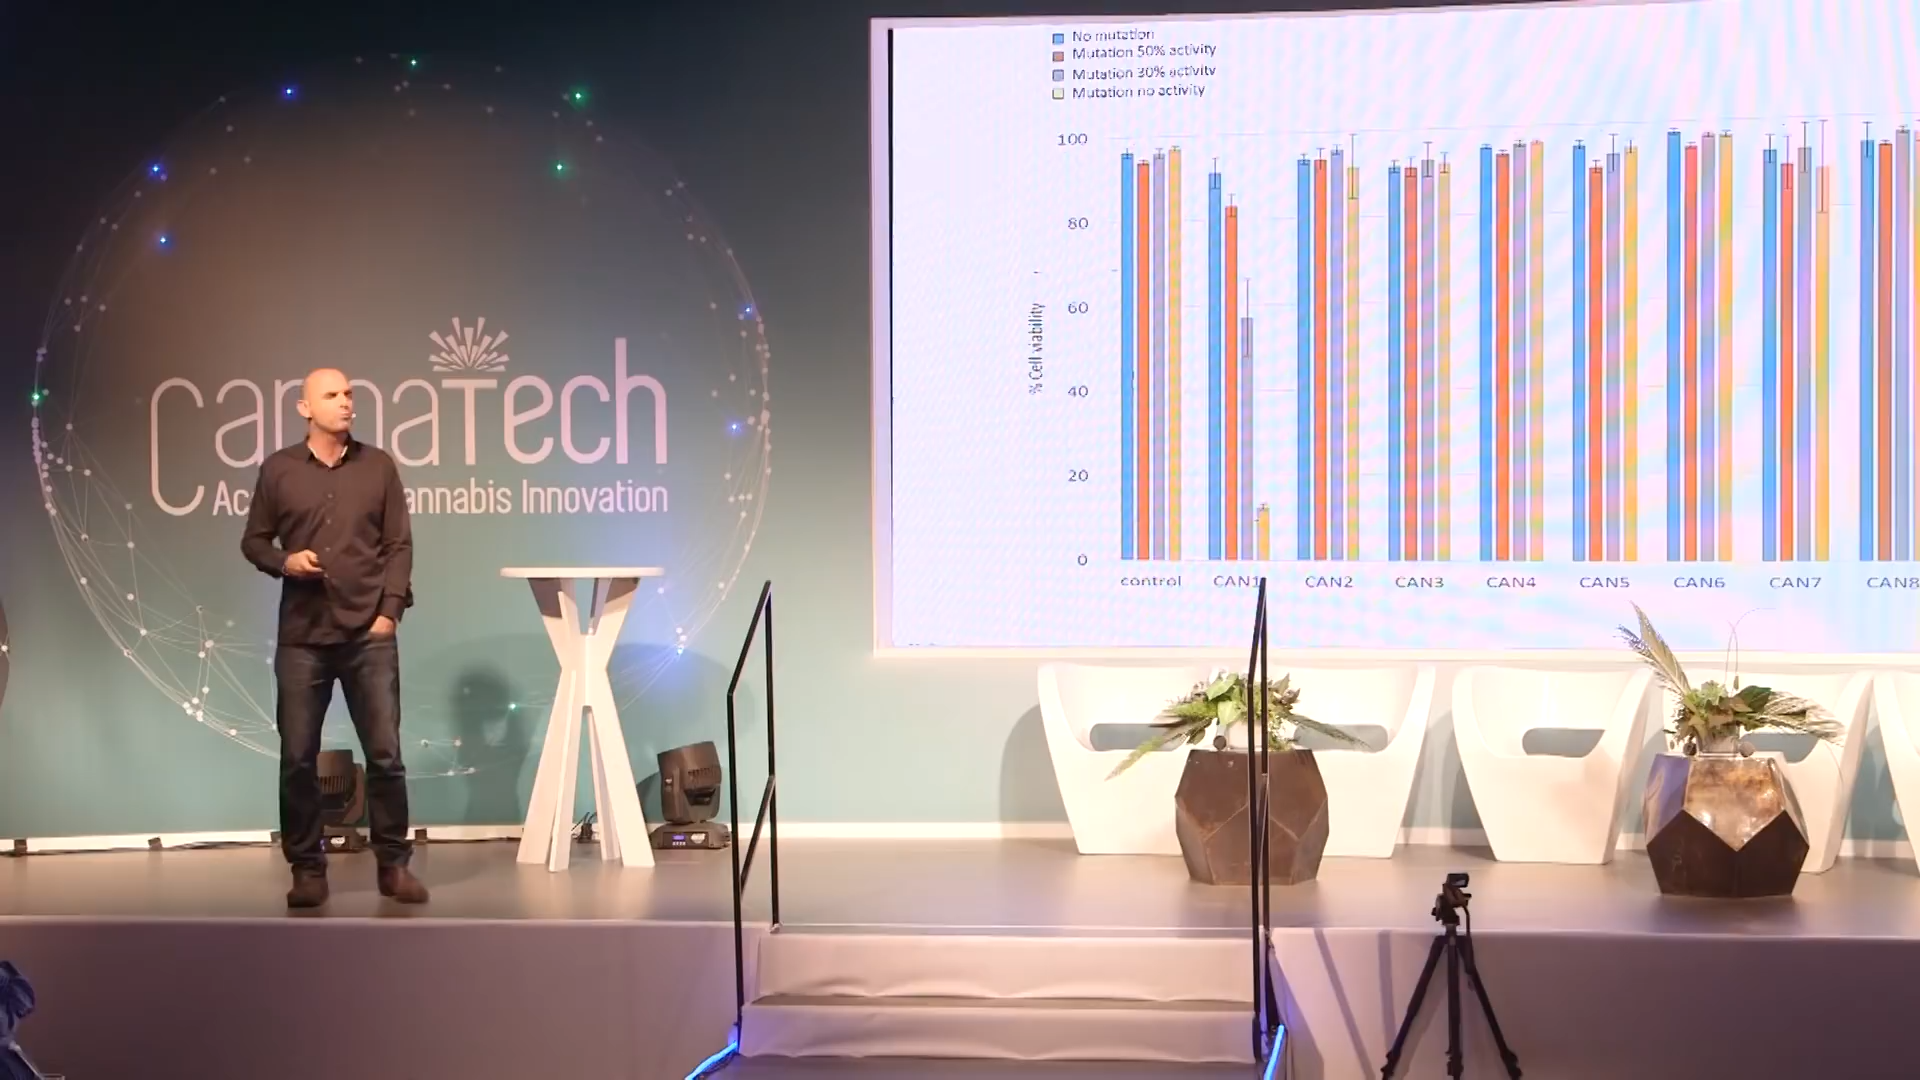 cannaTech
Ac annabis Innovation
No mutation
Mutation 50% activity
Mutation 30% activity
Mutation no activity
100
80
60
40
20
0
% Cell viability
control CAN1 CAN2 CAN3 CAN4 CAN5 CAN6 CAN7 CAN8